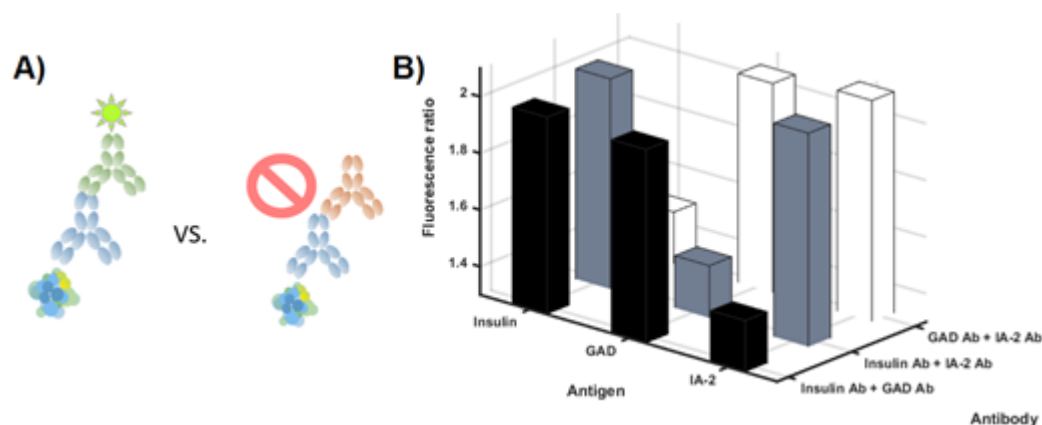 A)
VS.
B)
Fluorescence ratio
2
1.8
1.6
1.4
Insulin
GAD
IA-2
Antigen
GAD Ab + IA-2 Ab
Insulin Ab + IA-2 Ab
Insulin Ab + GAD Ab
Antibody